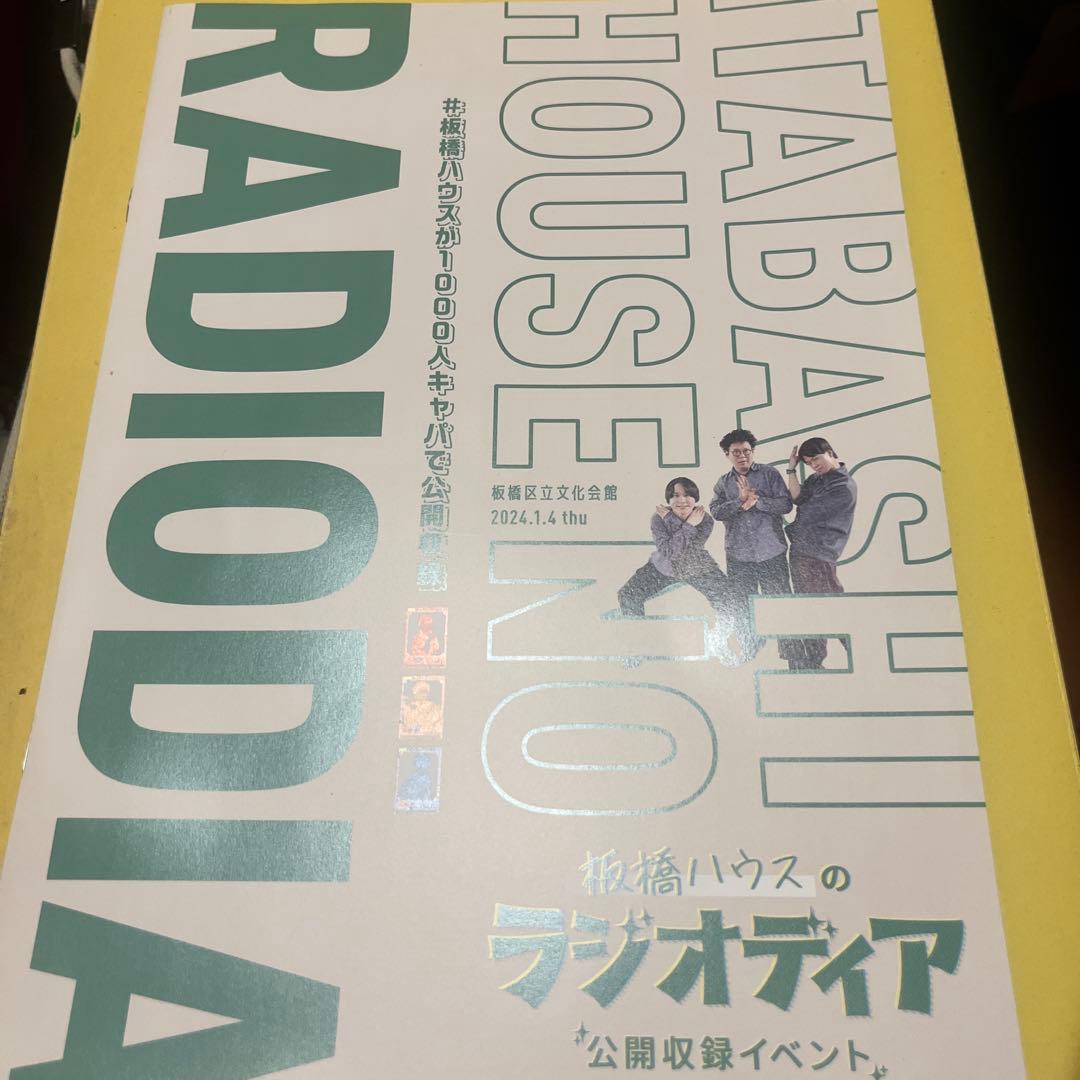 ITABASHI
HOUSE NO
RADIODIA
#板橋ハウスが1000人キャパで公開収録
板橋区立文化会館
2024.1.4 thu
板橋ハウスの
ラジオディア
公開収録イベント